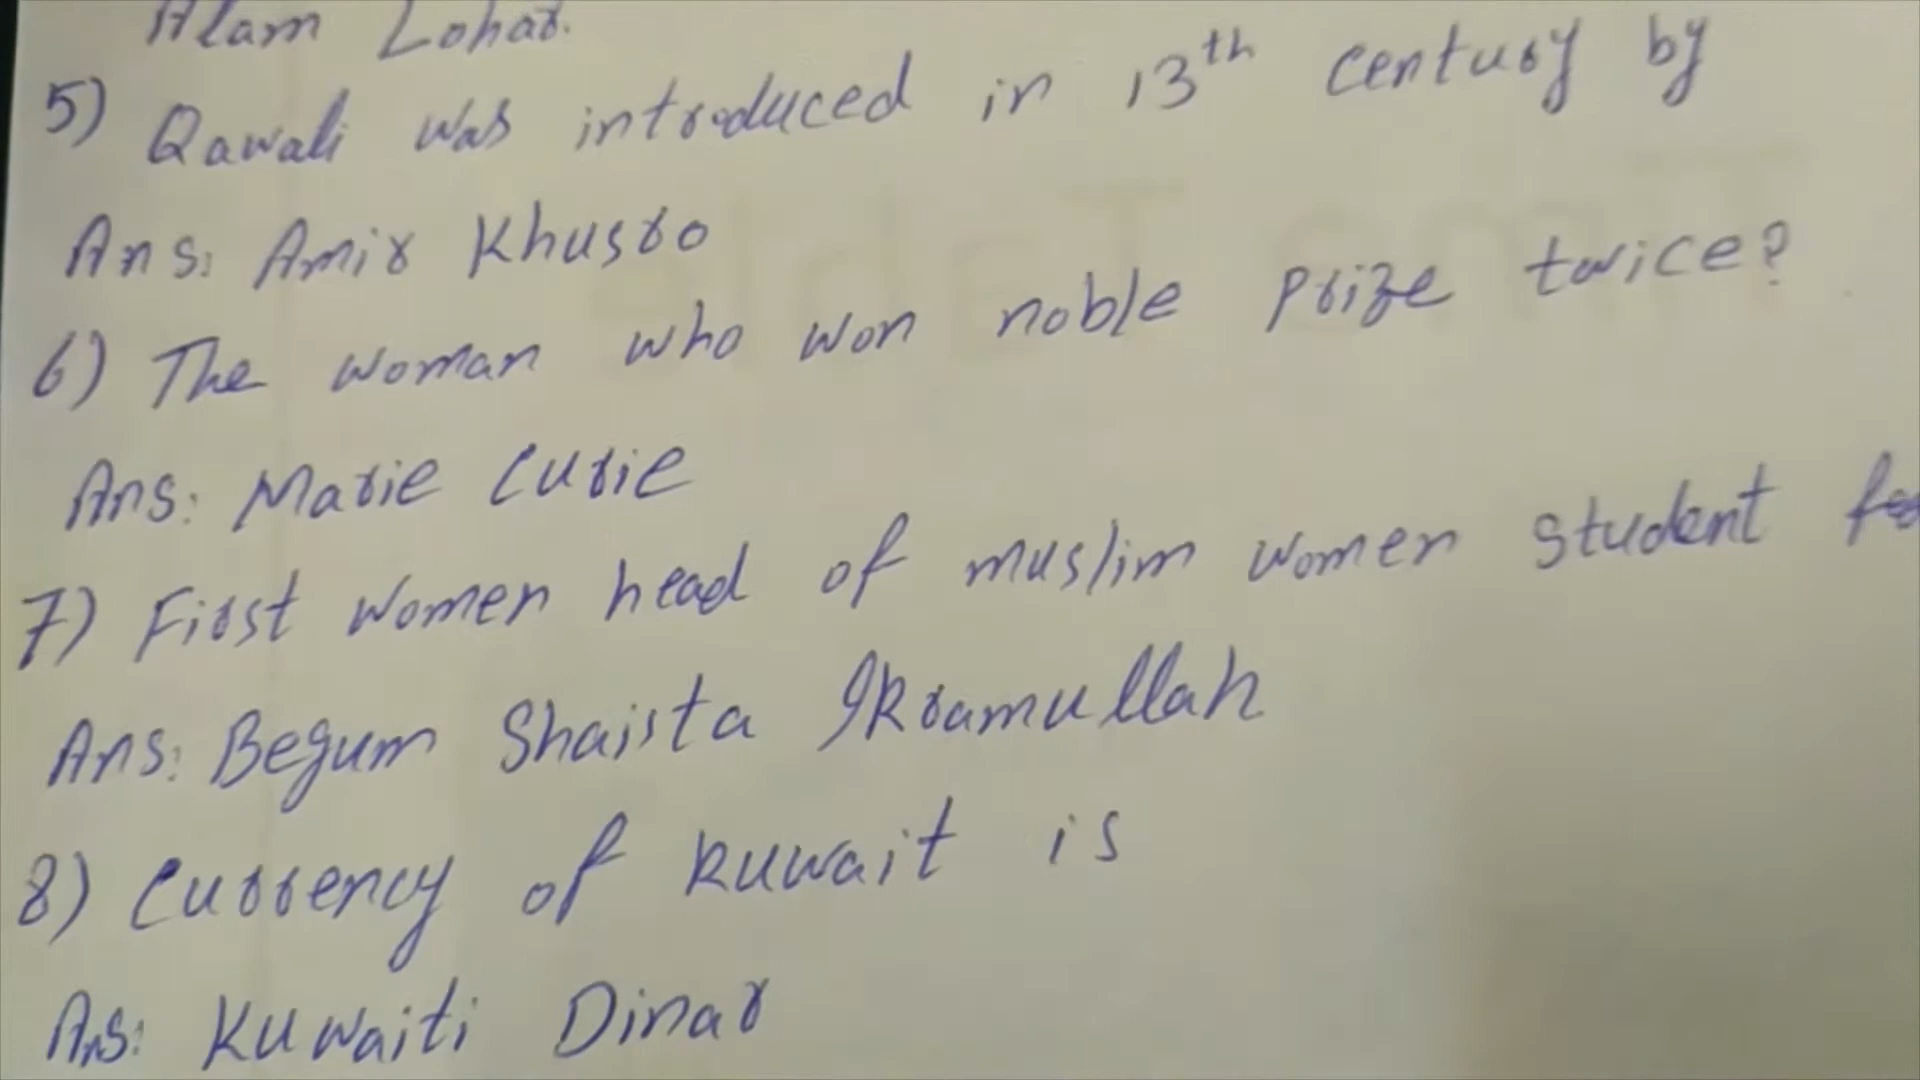 Alam Lohar.
5) Qawali was introduced in 13th century by
Ans: Amir Khusro
6) The woman who won noble prize twice?
Ans: Marie Curie
7) First women head of muslim women student
Ans: Begum Shaista Ikramullah
8) Currency of kuwait is
Ans: Kuwaiti Dinar